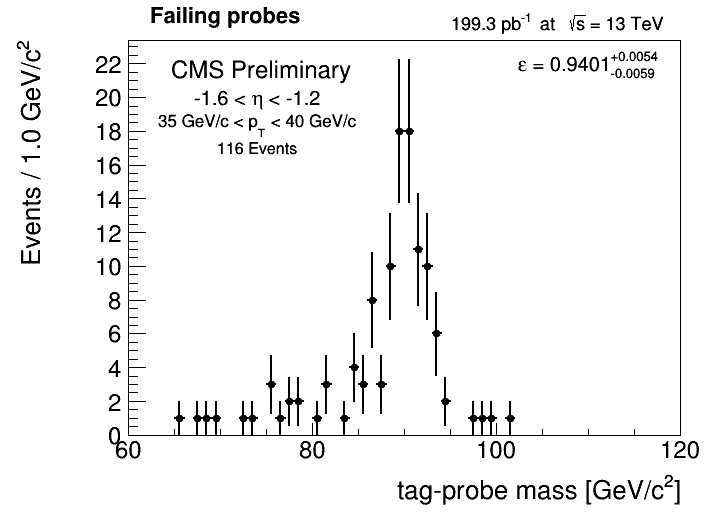 Failing probes
199.3 pb⁻¹ at √s = 13 TeV
CMS Preliminary
ε = 0.9401 +0.0054 -0.0059
-1.6 < η < -1.2
35 GeV/c < p_T < 40 GeV/c
116 Events
Events / 1.0 GeV/c²
22
20
18
16
14
12
10
8
6
4
2
0
60 80 100 120
tag-probe mass [GeV/c²]